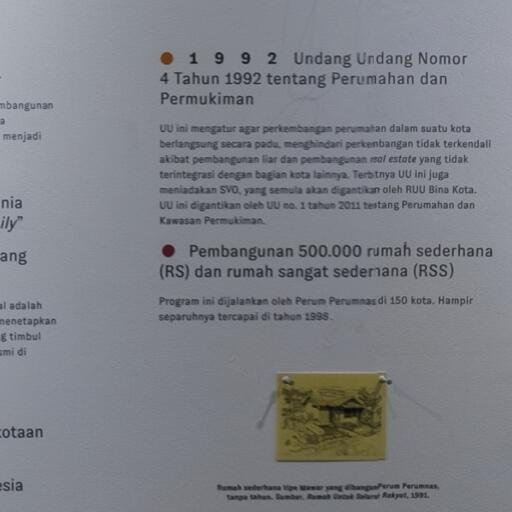 mbangunan
a
menjadi
nia
ily"
ang
al adalah
menetapkan
g timbul
smi di
kotaan
esia
1 9 9 2 Undang Undang Nomor
4 Tahun 1992 tentang Perumahan dan
Permukiman
UU ini mengatur agar perkembangan perumahan dalam suatu kota
berlangsung secara padu, menghindari perkenbangan tidak terkendali
akibat pembangunan liar dan pembangunan real estate yang tidak
terintegrasi dengan bagian kota lainnya. Terbitnya UU ini juga
meniadakan SVO, yang semula akan digantikan oleh RUU Bina Kota.
UU ini digantikan oleh UU no. 1 tahun 2011 tentang Perumahan dan
Kawasan Permukiman.
Pembangunan 500.000 rumah sederhana
(RS) dan rumah sangat sederhana (RSS)
Program ini dijalankan oleh Perum Perumnas di 150 kota. Hampir
separuhnya tercapai di tahun 1998.
Rumah sederhana tipe Mawar yang dibangun Perum Perumnas,
tanpa tahun. Sumber, Rumah Untuk Seluruh Rakyat, 1991.